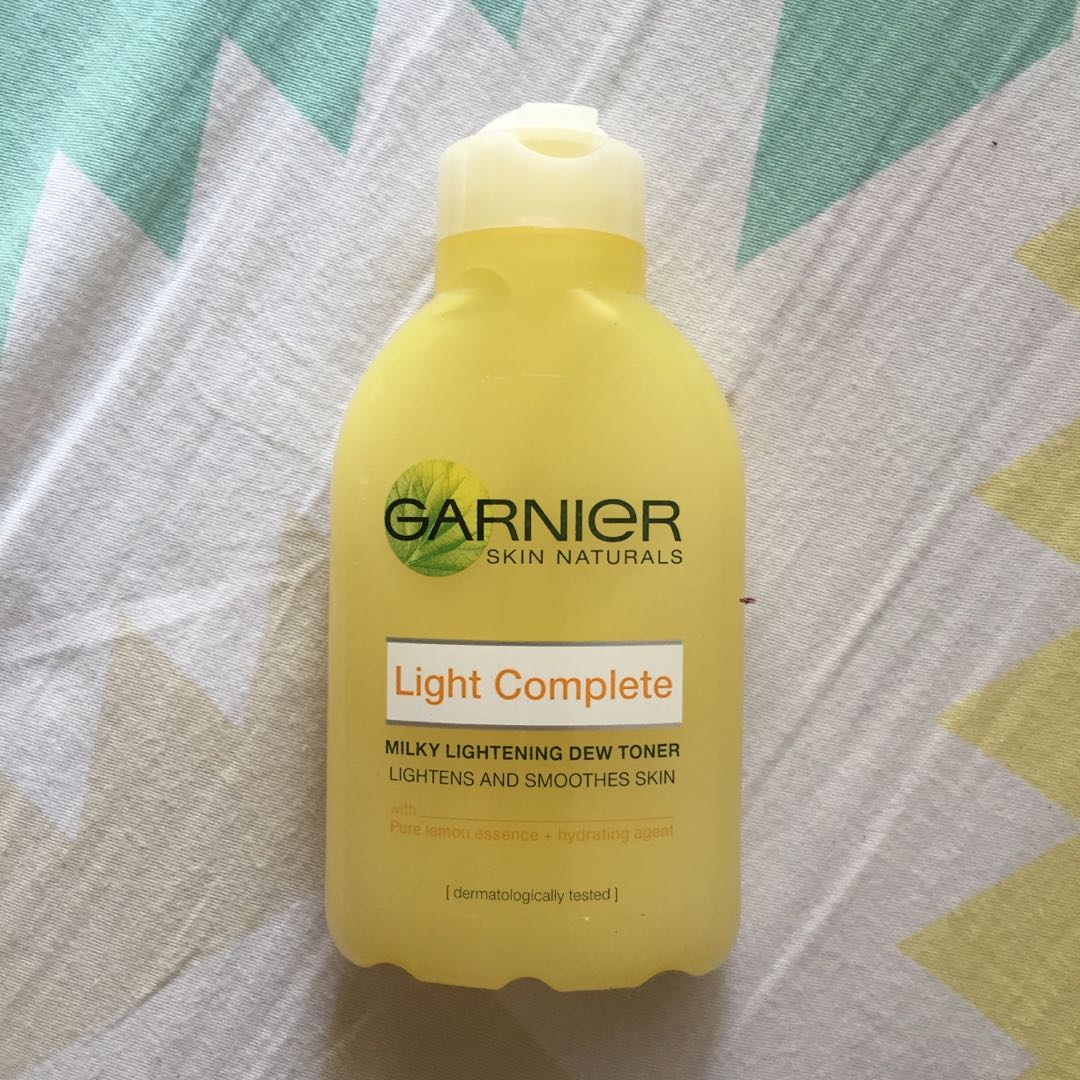 GARNIER
SKIN NATURALS
Light Complete
MILKY LIGHTENING DEW TONER
LIGHTENS AND SMOOTHES SKIN
with
Pure lemon essence + hydrating agent
[ dermatologically tested ]